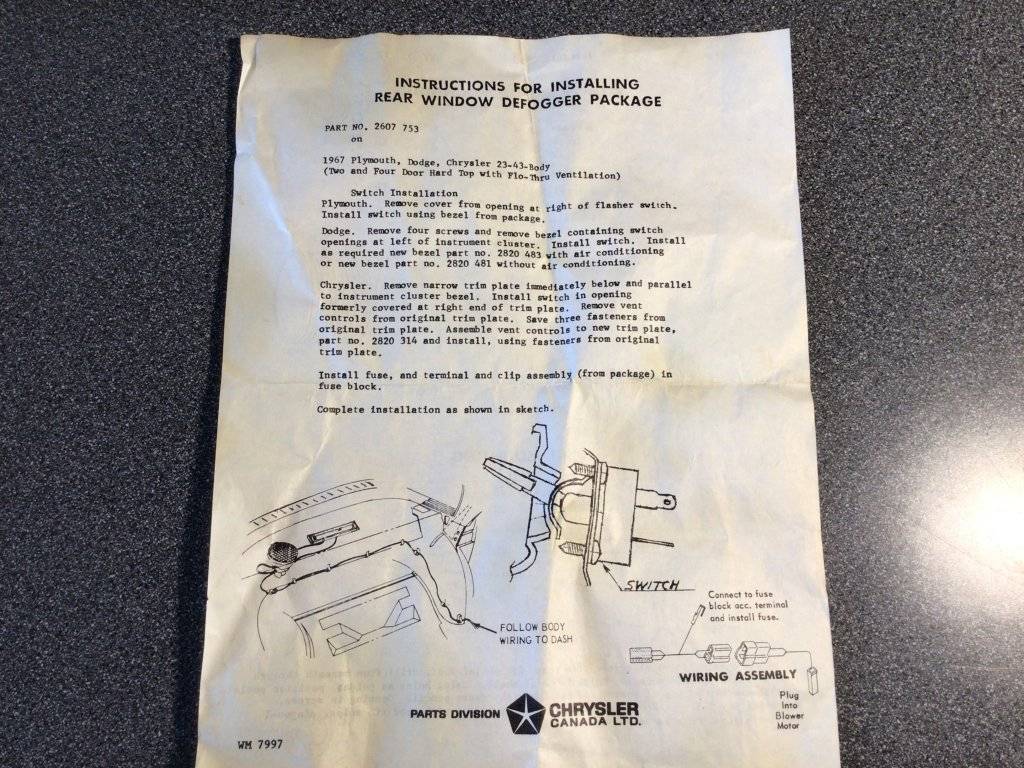 INSTRUCTIONS FOR INSTALLING
REAR WINDOW DEFOGGER PACKAGE
PART NO. 2607 753
on
1967 Plymouth, Dodge, Chrysler 23-43-Body
(Two and Four Door Hard Top with Flo-Thru Ventilation)
Switch Installation
Plymouth. Remove cover from opening at right of flasher switch.
Install switch using bezel from package.
Dodge. Remove four screws and remove bezel containing switch
openings at left of instrument cluster. Install switch. Install
as required new bezel part no. 2820 483 with air conditioning
or new bezel part no. 2820 481 without air conditioning.
Chrysler. Remove narrow trim plate immediately below and parallel
to instrument cluster bezel. Install switch in opening
formerly covered at right end of trim plate. Remove vent
controls from original trim plate. Save three fasteners from
original trim plate. Assemble vent controls to new trim plate,
part no. 2820 314 and install, using fasteners from original
trim plate.
Install fuse, and terminal and clip assembly (from package) in
fuse block.
Complete installation as shown in sketch.
SWITCH
Connect to fuse
block acc. terminal
and install fuse.
FOLLOW BODY
WIRING TO DASH
WIRING ASSEMBLY
Plug
Into
Blower
Motor
PARTS DIVISION CHRYSLER
CANADA LTD.
WM 7997